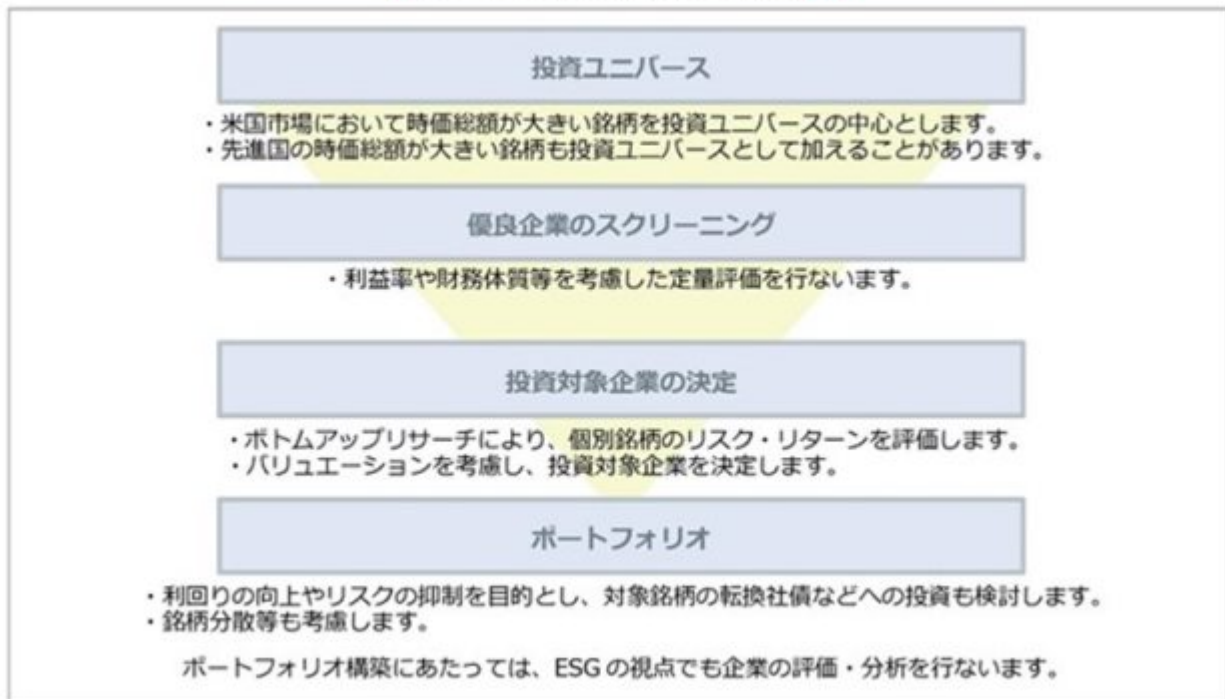 投資ユニバース
・米国市場において時価総額が大きい銘柄を投資ユニバースの中心とします。
・先進国の時価総額が大きい銘柄も投資ユニバースとして加えることがあります。
優良企業のスクリーニング
・利益率や財務体質等を考慮した定量評価を行ないます。
投資対象企業の決定
・ボトムアップリサーチにより、個別銘柄のリスク・リターンを評価します。
・バリュエーションを考慮し、投資対象企業を決定します。
ポートフォリオ
・利回りの向上やリスクの抑制を目的とし、対象銘柄の転換社債などへの投資も検討します。
・銘柄分散等も考慮します。
ポートフォリオ構築にあたっては、ESG の視点でも企業の評価・分析を行ないます。